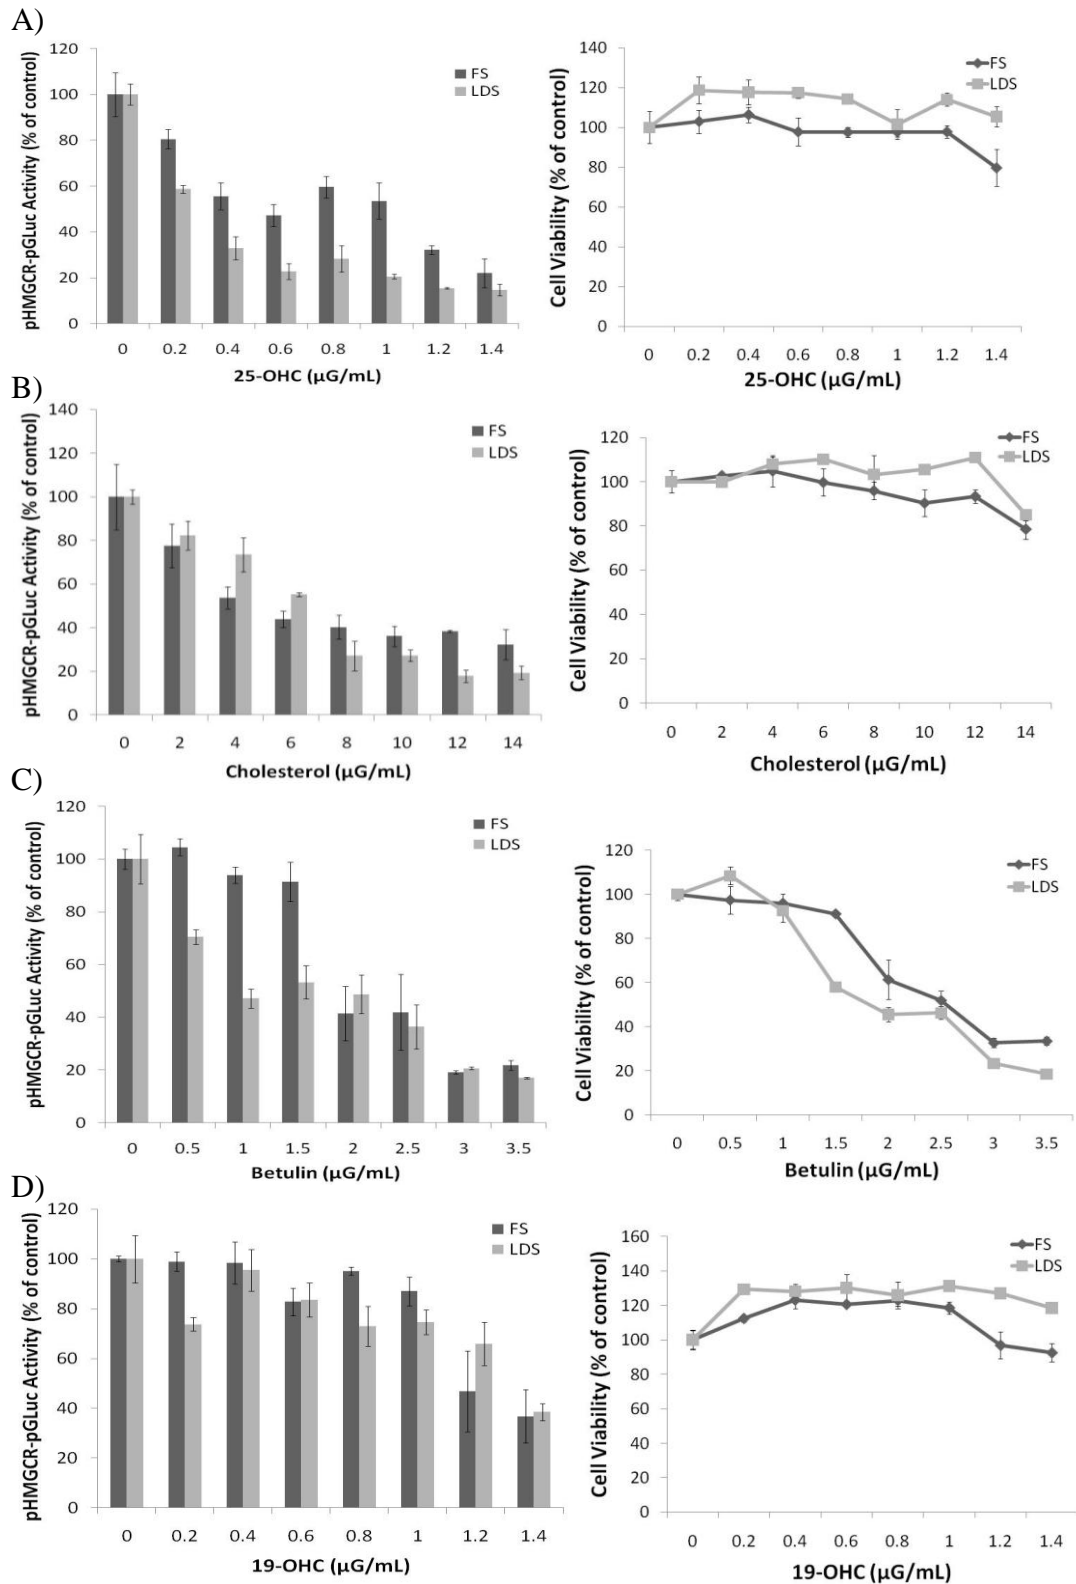 A)
pHMGCR-pGLuc Activity (% of control)
120
100
80
60
40
20
0
FS
LDS
0 0.2 0.4 0.6 0.8 1 1.2 1.4
25-OHC (µG/mL)
Cell Viability (% of control)
140
120
100
80
60
40
20
0
FS
LDS
0 0.2 0.4 0.6 0.8 1 1.2 1.4
25-OHC (µG/mL)
B)
pHMGCR-pGLuc Activity (% of control)
140
120
100
80
60
40
20
0
FS
LDS
0 2 4 6 8 10 12 14
Cholesterol (µG/mL)
Cell Viability (% of control)
120
100
80
60
40
20
0
FS
LDS
0 2 4 6 8 10 12 14
Cholesterol (µG/mL)
C)
pHMGCR-pGLuc Activity (% of control)
120
100
80
60
40
20
0
FS
LDS
0 0.5 1 1.5 2 2.5 3 3.5
Betulin (µG/mL)
Cell Viability (% of control)
120
100
80
60
40
20
0
FS
LDS
0 0.5 1 1.5 2 2.5 3 3.5
Betulin (µG/mL)
D)
pHMGCR-pGLuc Activity (% of control)
120
100
80
60
40
20
0
FS
LDS
0 0.2 0.4 0.6 0.8 1 1.2 1.4
19-OHC (µG/mL)
Cell Viability (% of control)
160
140
120
100
80
60
40
20
0
FS
LDS
0 0.2 0.4 0.6 0.8 1 1.2 1.4
19-OHC (µG/mL)